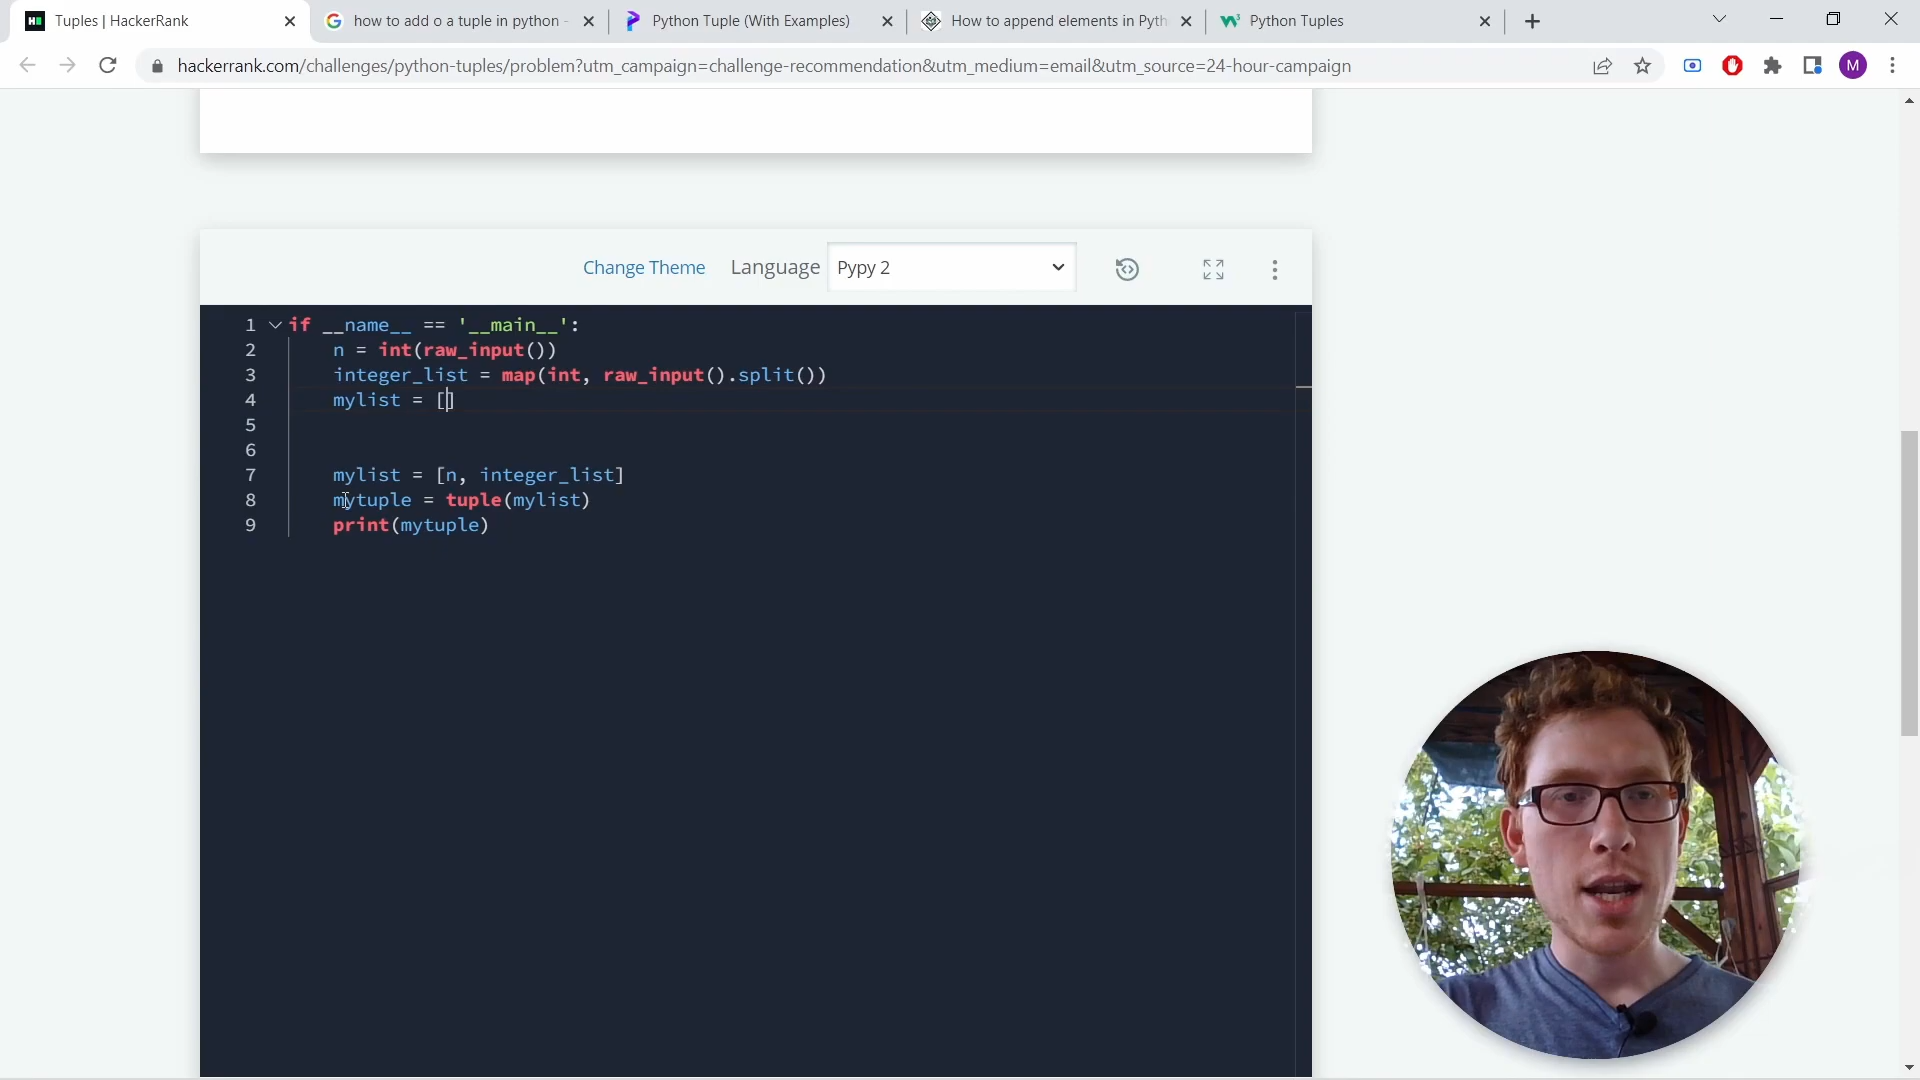 Tuples | HackerRank
how to add o a tuple in python -
Python Tuple (With Examples)
How to append elements in Pyth
Python Tuples
hackerrank.com/challenges/python-tuples/problem?utm_campaign=challenge-recommendation&utm_medium=email&utm_source=24-hour-campaign
M
Change Theme Language Pypy 2
1 if __name__ == '__main__':
2 n = int(raw_input())
3 integer_list = map(int, raw_input().split())
4 mylist = []
5
6
7 mylist = [n, integer_list]
8 mytuple = tuple(mylist)
9 print(mytuple)